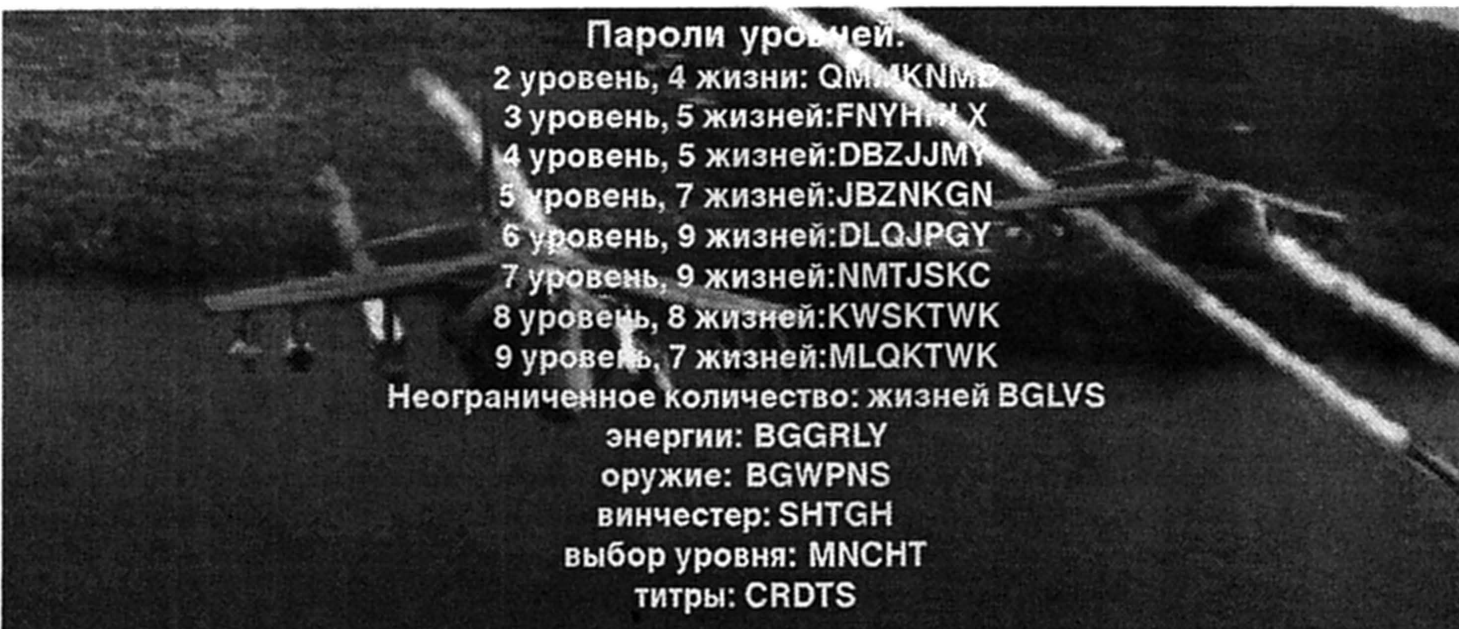 Пароли уровней:
2 уровень, 4 жизни:
3 уровень, 5 жизней:
4 уровень, 5 жизней:DBZJJMY
5 уровень, 7 жизней:JBZNKGN
6 уровень, 9 жизней:DLQJPGY
7 уровень, 9 жизней:NMTJSKC
8 уровень, 8 жизней:KWSKTWK
9 уровень, 7 жизней:MLQKTWK
Неограниченное количество: жизней BGLVS
энергии: BGGRLY
оружие: BGWPNS
винчестер: SHTGH
выбор уровня: MNCHT
титры: CRDTS